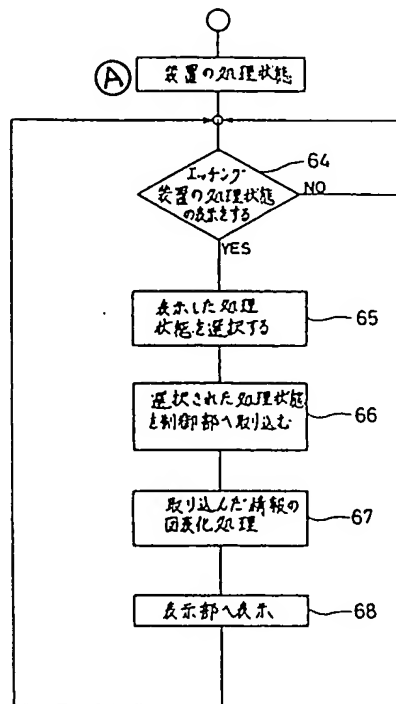 A
装置の処理状態
エッチング
装置の処理状態
の表示をする
64
NO
YES
表示した処理
状態を選択する
65
選択された処理状態
を制御部へ取り込む
66
取り込んだ情報の
図表化処理
67
表示部へ表示
68